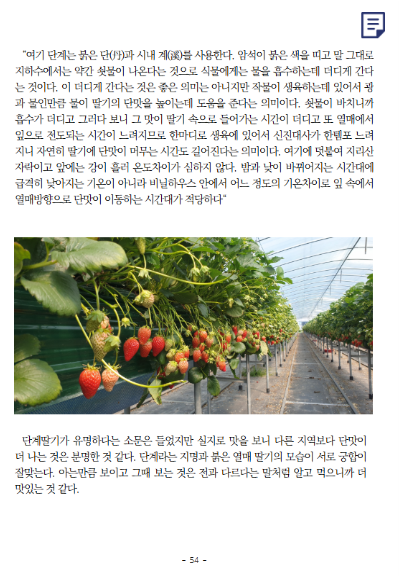 "여기 단계는 붉은 단(丹)과 시내 계(溪)를 사용한다. 암석이 붉은 색을 띠고 말 그대로
지하수에서는 약간 쇳물이 나온다는 것으로 식물에게는 물을 흡수하는데 더디게 간다
는 것이다. 이 더디게 간다는 것은 좋은 의미는 아니지만 작물이 생육하는데 있어서 광
과 물인만큼 물이 딸기의 단맛을 높이는데 도움을 준다는 의미이다. 쇳물이 바치니까
흡수가 더디고 그러다 보니 그 맛이 딸기 속으로 들어가는 시간이 더디고 또 열매에서
잎으로 전도되는 시간이 느려지므로 한마디로 생육에 있어서 신진대사가 한템포 느려
지니 자연히 딸기에 단맛이 머무는 시간도 길어진다는 의미이다. 여기에 덧붙여 지리산
자락이고 앞에는 강이 흘러 온도차이가 심하지 않다. 밤과 낮이 바뀌어지는 시간대에
급격히 낮아지는 기온이 아니라 비닐하우스 안에서 어느 정도의 기온차이로 잎 속에서
열매방향으로 단맛이 이동하는 시간대가 적당하다"
단계딸기가 유명하다는 소문은 들었지만 실지로 맛을 보니 다른 지역보다 단맛이
더 나는 것은 분명한 것 같다. 단계라는 지명과 붉은 열매 딸기의 모습이 서로 궁합이
잘맞는다. 아는만큼 보이고 그때 보는 것은 전과 다르다는 말처럼 알고 먹으니까 더
맛있는 것 같다.
- 54 -